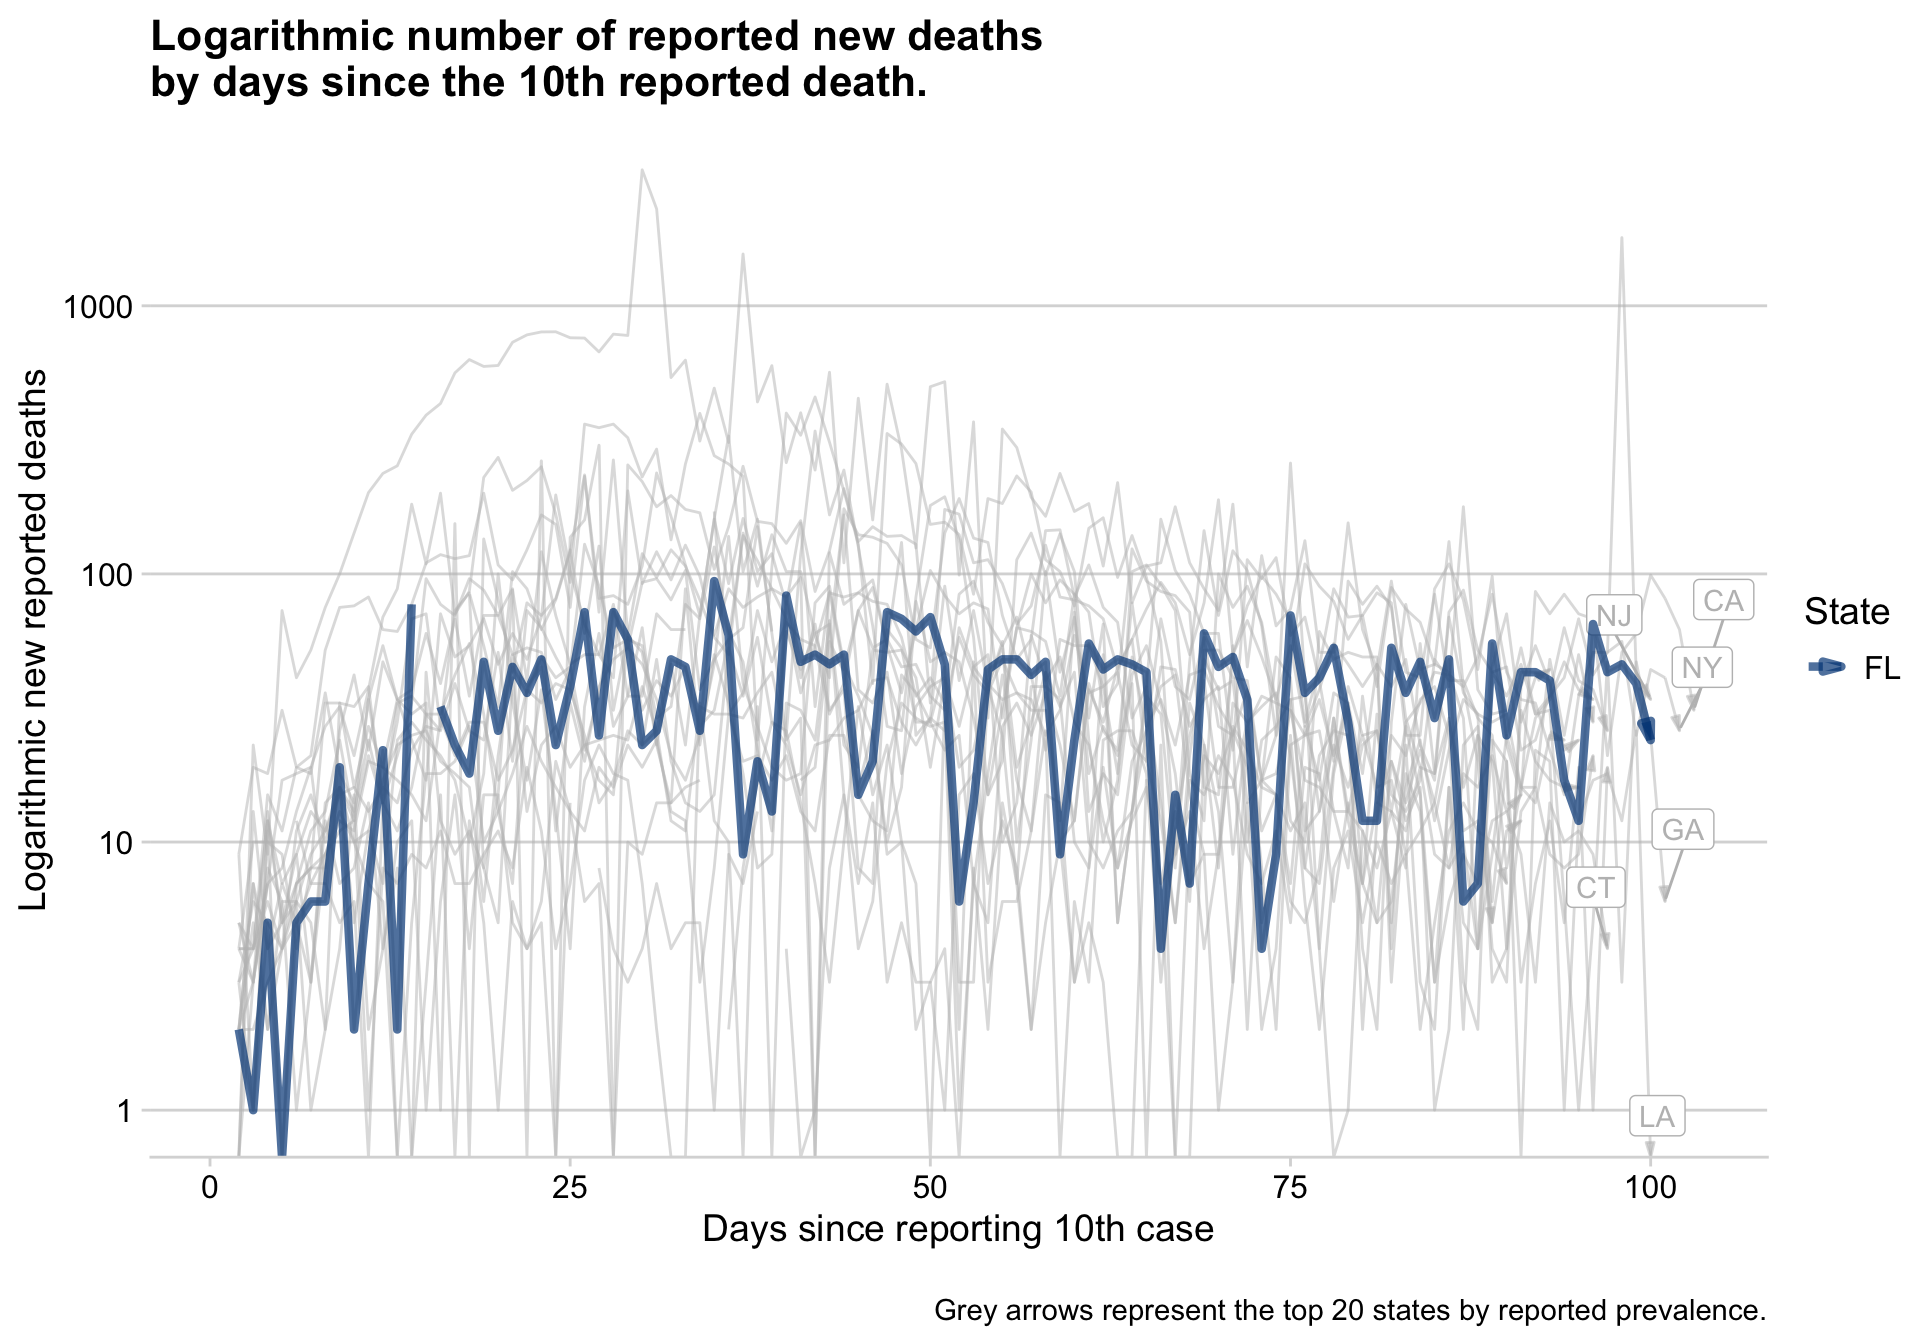 Logarithmic number of reported new deaths
by days since the 10th reported death.
Logarithmic new reported deaths
1000
100
10
1
NJ
CA
NY
GA
CT
LA
State
FL
0
25
50
75
100
Days since reporting 10th case
Grey arrows represent the top 20 states by reported prevalence.